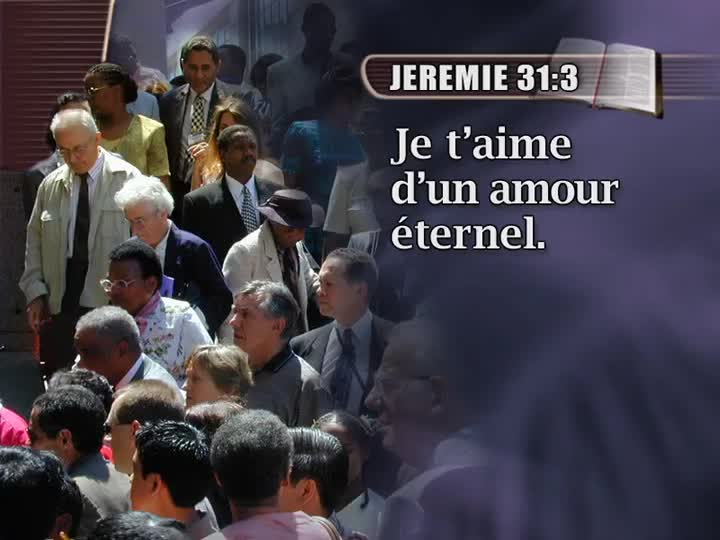 JEREMIE 31:3
Je t’aime
d’un amour
éternel.